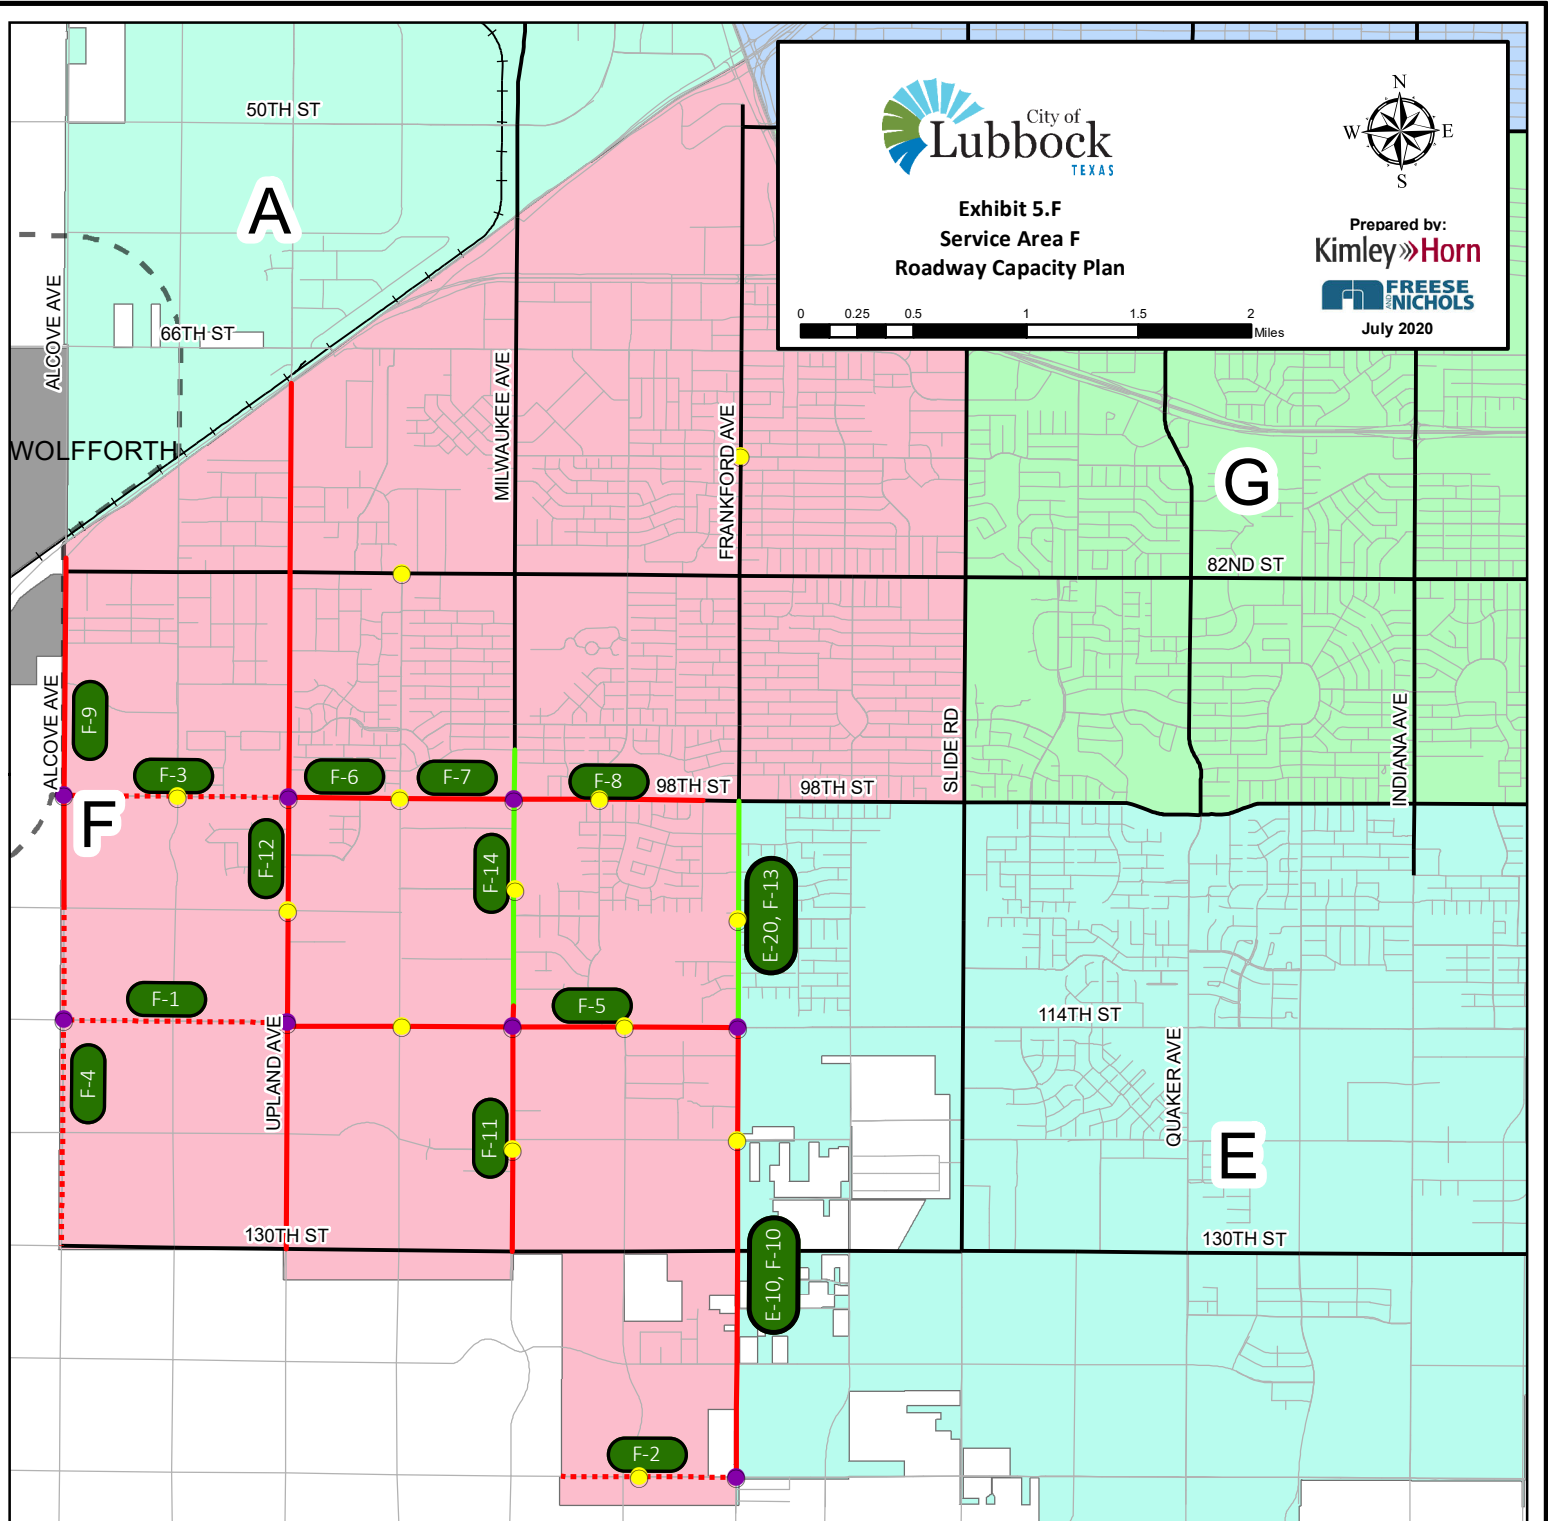 50TH ST
A
ALCOVE AVE
66TH ST
WOLFFORTH
MILWAUKEE AVE
FRANKFORD AVE
City of
Lubbock
TEXAS
Exhibit 5.F
Service Area F
Roadway Capacity Plan
0 0.25 0.5 1 1.5 2
Miles
N
W E
S
Prepared by:
Kimley»Horn
FREESE
AND NICHOLS
July 2020
G
82ND ST
F-9
ALCOVE AVE
F-3
F-6
F-7
F-8
98TH ST
98TH ST
SLIDE RD
INDIANA AVE
F
F-12
F-14
E-20, F-13
F-1
F-5
114TH ST
UPLAND AVE
F-4
F-11
QUAKER AVE
E
130TH ST
130TH ST
E-10, F-10
F-2